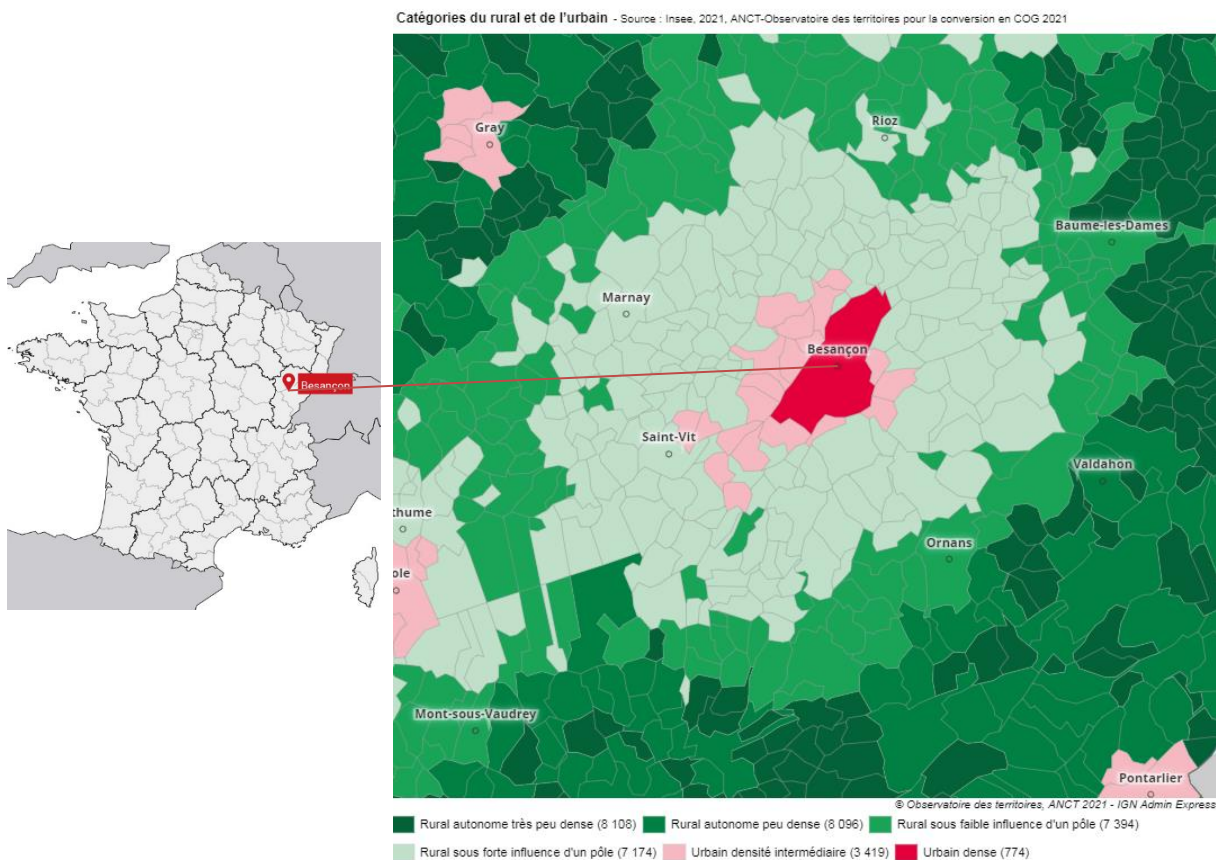 Catégories du rural et de l'urbain - Source : Insee, 2021, ANCT-Observatoire des territoires pour la conversion en COG 2021
Gray
Rioz
Baume-les-Dames
Marnay
Besançon
Besançon
Saint-Vit
Valdahon
thume
Ornans
ole
Mont-sous-Vaudrey
Pontarlier
© Observatoire des territoires, ANCT 2021 - IGN Admin Express
Rural autonome très peu dense (8 108) Rural autonome peu dense (8 096) Rural sous faible influence d'un pôle (7 394)
Rural sous forte influence d'un pôle (7 174) Urbain densité intermédiaire (3 419) Urbain dense (774)